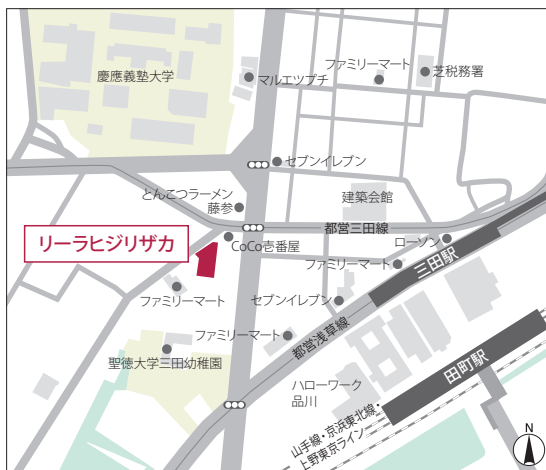 慶應義塾大学
マルエツプチ
ファミリーマート
芝税務署
セブンイレブン
とんこつラーメン
藤参
建築会館
リーラヒジリザカ
CoCo壱番屋
都営三田線
ローソン
ファミリーマート
三田駅
ファミリーマート
セブンイレブン
ファミリーマート
都営浅草線
聖徳大学三田幼稚園
ハローワーク
品川
田町駅
山手線・京浜東北線・
上野東京ライン
N